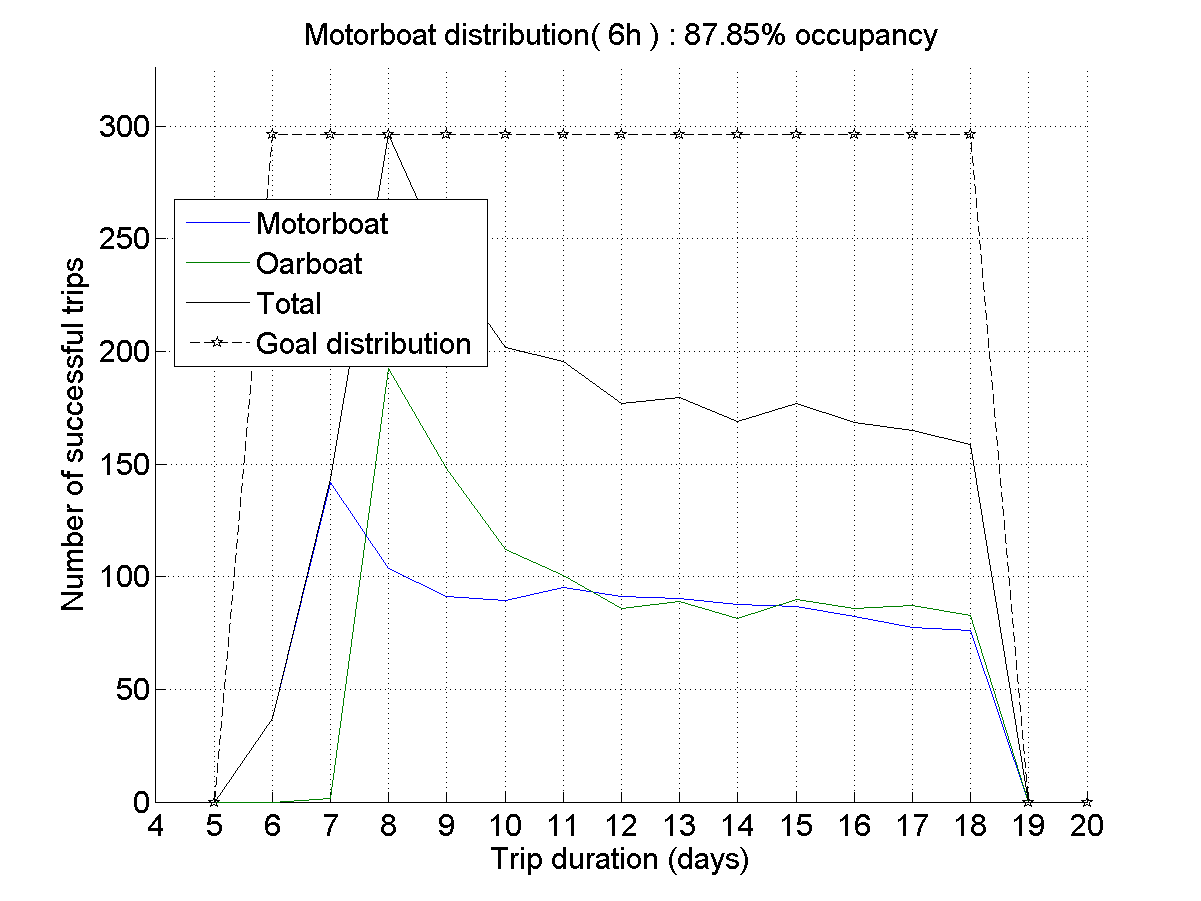 Motorboat distribution( 6h ) : 87.85% occupancy
300
250
200
150
100
50
0
Number of successful trips
Motorboat
Oarboat
Total
Goal distribution
4 5 6 7 8 9 10 11 12 13 14 15 16 17 18 19 20
Trip duration (days)